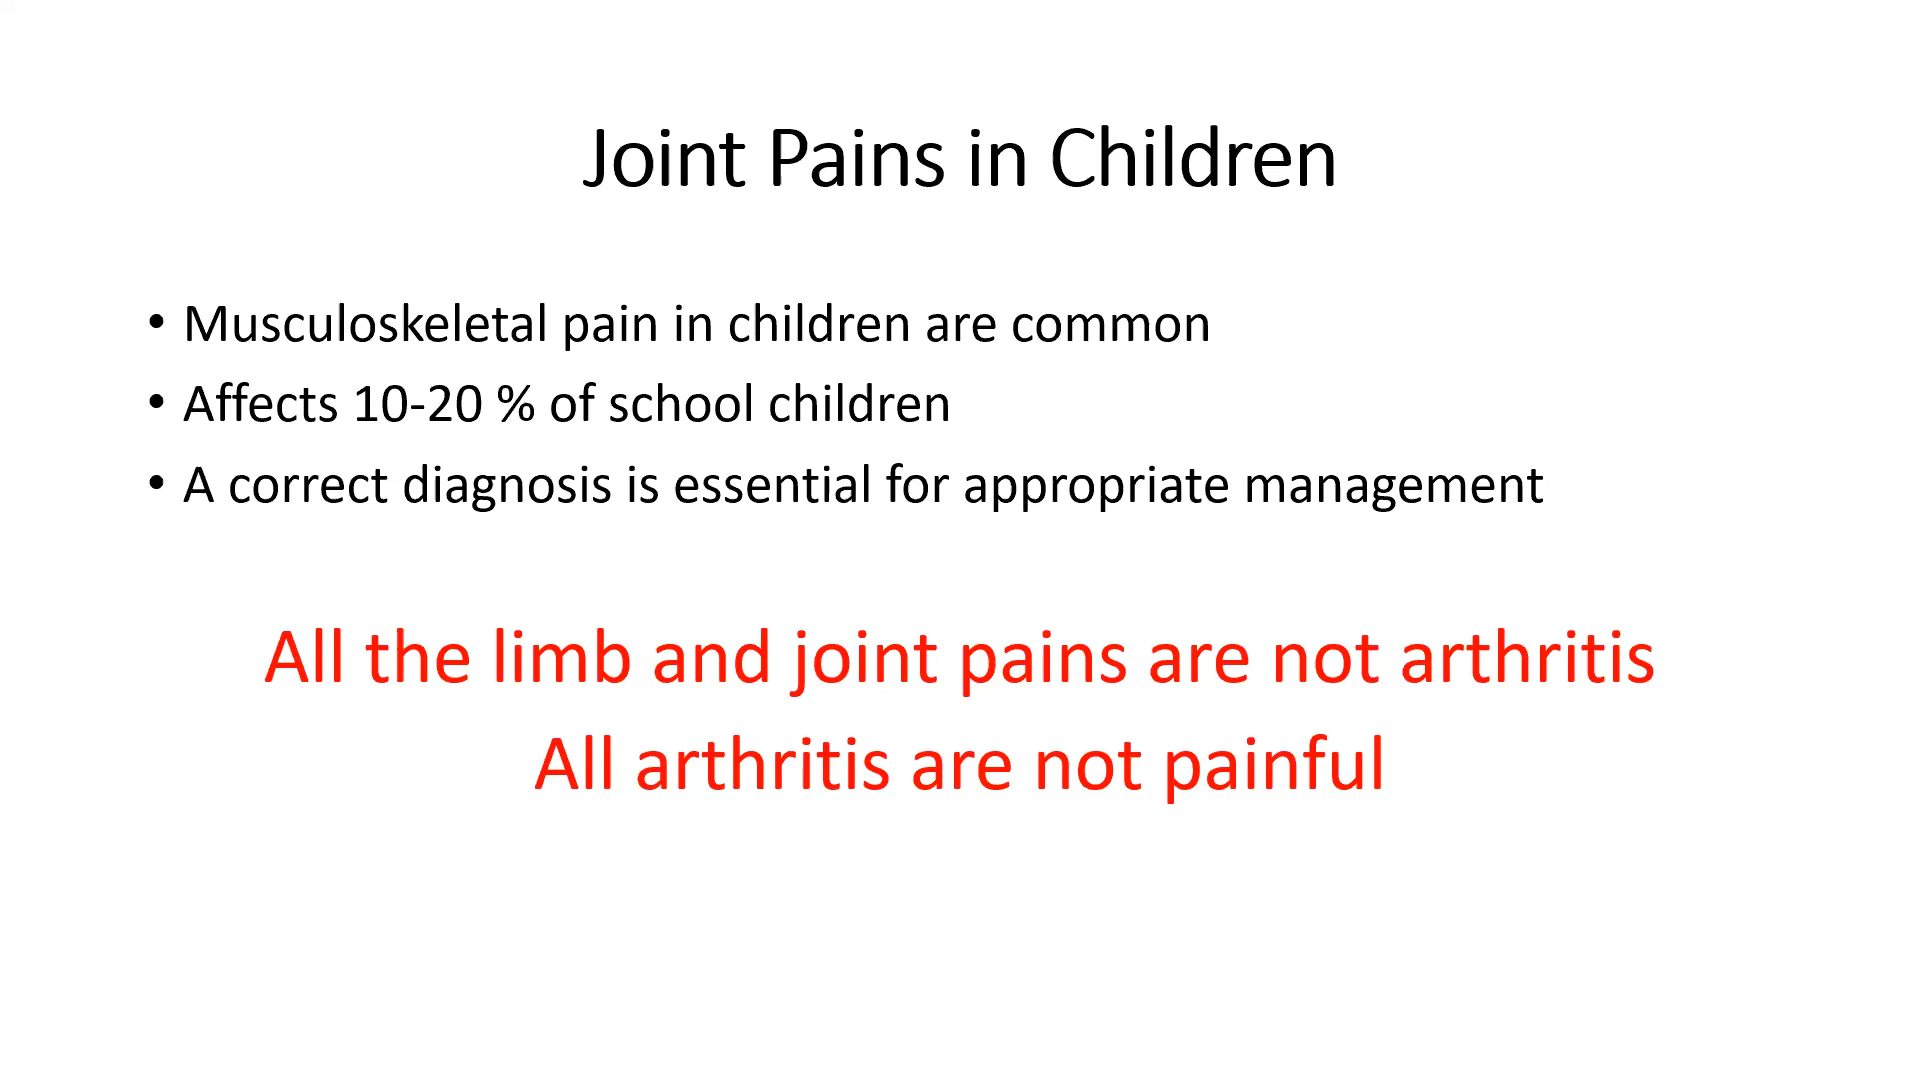 Joint Pains in Children
• Musculoskeletal pain in children are common
• Affects 10-20 % of school children
• A correct diagnosis is essential for appropriate management
All the limb and joint pains are not arthritis
All arthritis are not painful